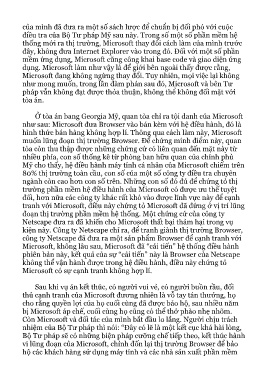 của mình đã đưa ra một số sách lược để chuẩn bị đối phó với cuộc
điều tra của Bộ Tư pháp Mỹ sau này. Trong số một số phần mềm hệ
thống mới ra thị trường, Microsoft thay đổi cách làm của mình trước
đây, không đưa Internet Explorer vào trong đó. Đối với một số phần
mềm ứng dụng, Microsoft cũng công khai base code và giao diện ứng
dụng. Microsoft làm như vậy là để giới bên ngoài thấy được rằng,
Microsoft đang không ngừng thay đổi. Tuy nhiên, mọi việc lại không
như mong muốn, trong lần đàm phán sau đó, Microsoft và bên Tư
pháp vẫn không đạt được thỏa thuận, không thể không đối mặt với
tòa án.
Ở tòa án bang Georgia Mỹ, quan tòa chỉ ra tội danh của Microsoft
như sau: Microsoft đưa Browser vào bán kèm với hệ điều hành, đó là
hình thức bán hàng không hợp lí. Thông qua cách làm này, Microsoft
muốn lũng đoạn thị trường Browser. Để chứng minh điểm này, quan
tòa còn thu thập được những chứng cứ có liên quan đến mặt này từ
nhiều phía, con số thống kê từ phòng ban hữu quan của chính phủ
Mỹ cho thấy, hệ điều hành máy tính cá nhân của Microsoft chiếm trên
80% thị trường toàn cầu, con số của một số công ty điều tra chuyên
ngành còn cao hơn con số trên. Những con số đó đủ để chứng tỏ thị
trường phần mềm hệ điều hành của Microsoft có được ưu thế tuyệt
đối, hơn nữa các công ty khác rất khó vào được lĩnh vực này để cạnh
tranh với Microsoft, điều này chứng tỏ Microsoft đã đứng ở vị trí lũng
đoạn thị trường phần mềm hệ thống. Một chứng cứ của công ty
Netscape đưa ra đã khiến cho Microsoft thất bại thảm hại trong vụ
kiện này. Công ty Netscape chỉ ra, để tranh giành thị trường Browser,
công ty Netscape đã đưa ra một sản phẩm Browser để cạnh tranh với
Microsoft, không lâu sau, Microsoft đã "cải tiến" hệ thống điều hành
phiên bản này, kết quả của sự "cải tiến" này là Browser của Netscape
không thể vận hành được trong hệ điều hành, điều này chứng tỏ
Microsoft có sự cạnh tranh không hợp lí.
Sau khi vụ án kết thúc, có người vui vẻ, có người buồn rầu, đối
thủ cạnh tranh của Microsoft đương nhiên là vỗ tay tán thưởng, họ
cho rằng quyền lợi của họ cuối cùng đã được bảo hộ, sau nhiều năm
bị Microsoft áp chế, cuối cùng họ cũng có thể thở phào nhẹ nhõm.
Còn Microsoft và đối tác của mình bắt đầu lo lắng. Người chịu trách
nhiệm của Bộ Tư pháp thì nói: "Đây có lẽ là một kết cục khá hài lòng,
Bộ Tư pháp sẽ có những biện pháp cưỡng chế tiếp theo, kết thúc hành
vi lũng đoạn của Microsoft, chỉnh đốn lại thị trường Browser để bảo
hộ các khách hàng sử dụng máy tính và các nhà sản xuất phần mềm